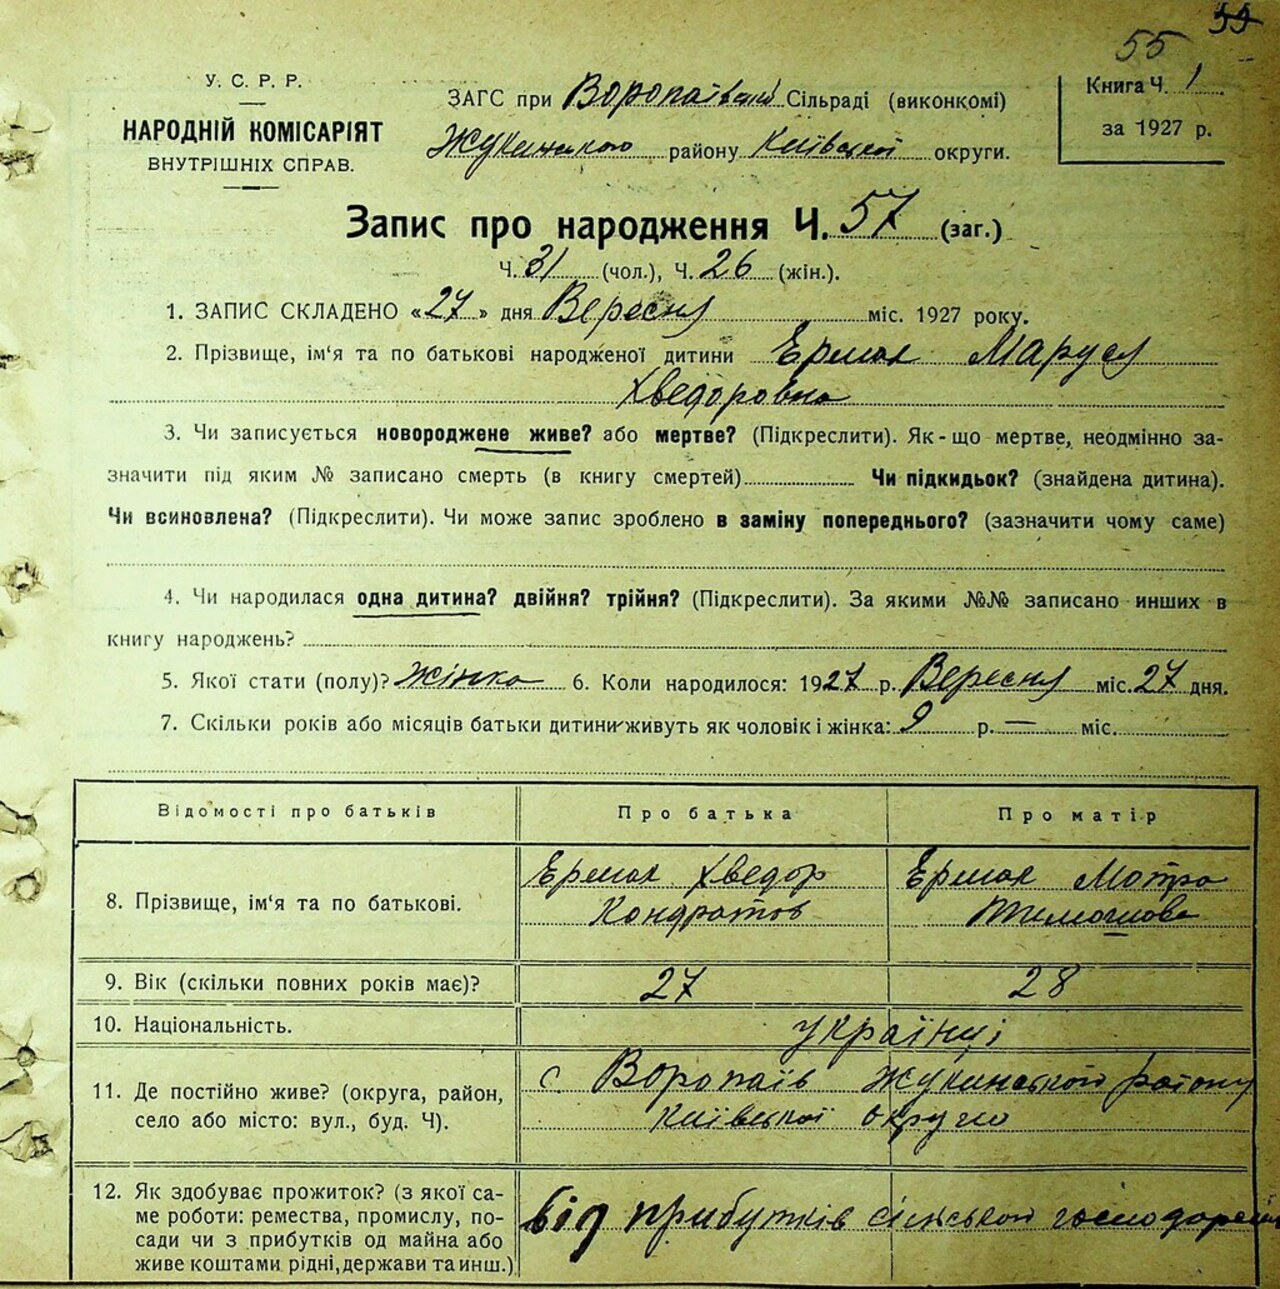 55
55
У. С. Р. Р.
НАРОДНІЙ КОМІСАРІЯТ
ВНУТРІШНІХ СПРАВ.
ЗАГС при Воропаївській Сільраді (виконкомі)
Жукинського району Київської округи.
Книга Ч. 1
за 1927 р.
Запис про народження Ч. 57 (заг.)
Ч. 31 (чол.), Ч. 26 (жін.).
1. ЗАПИС СКЛАДЕНО «27» дня Вересня міс. 1927 року.
2. Прізвище, ім‘я та по батькові народженої дитини Ермак Маруся
Хведоровна
3. Чи записується новороджене живе? або мертве? (Підкреслити). Як-що мертве, неодмінно за-
значити під яким № записано смерть (в книгу смертей) Чи підкидьок? (знайдена дитина).
Чи всиновлена? (Підкреслити). Чи може запис зроблено в заміну попереднього? (зазначити чому саме)
4. Чи народилася одна дитина? двійня? трійня? (Підкреслити). За якими №№ записано инших в
книгу народжень?
5. Якої стати (полу)? Жінка 6. Коли народилося: 1927 р. Вересня міс. 27 дня.
7. Скільки років або місяців батьки дитини живуть як чоловік і жінка: 9 р. — міс.
Відомості про батьків Про батька Про матір
8. Прізвище, ім‘я та по батькові.
Ермак Хведор
Кондратов
Ермак Мотра
Тимошова
9. Вік (скільки повних років має)? 27 28
10. Національність. українці
11. Де постійно живе? (округа, район,
село або місто: вул., буд. Ч).
с Воропаїв Жукинської району
Київської округи
12. Як здобуває прожиток? (з якої са-
ме роботи: ремества, промислу, по-
сади чи з прибутків од майна або
живе коштами рідні, держави та инш.)
від прибутків сільської